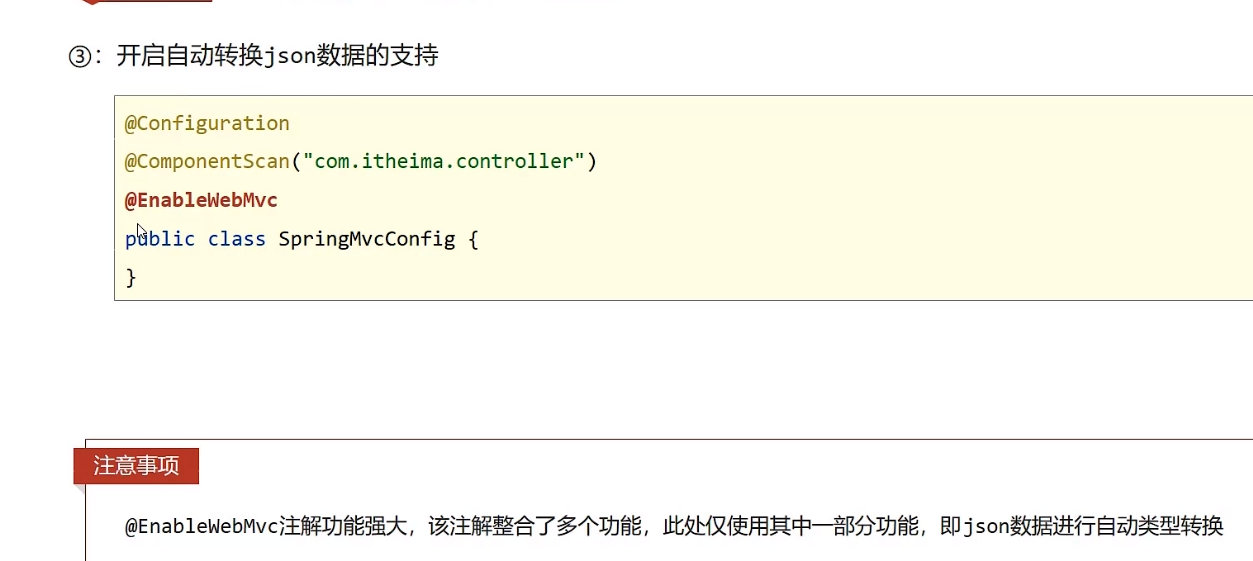 ③：开启自动转换json数据的支持
@Configuration
@ComponentScan("com.itheima.controller")
@EnableWebMvc
public class SpringMvcConfig {
}
注意事项
@EnableWebMvc注解功能强大，该注解整合了多个功能，此处仅使用其中一部分功能，即json数据进行自动类型转换